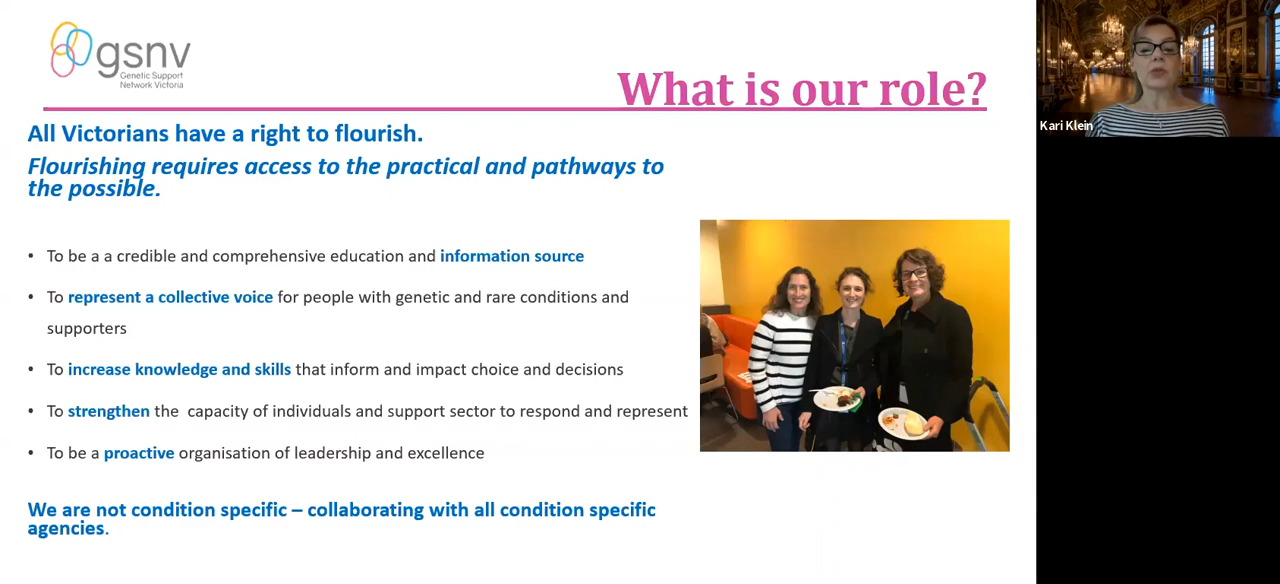 gsnv
Genetic Support
Network Victoria
What is our role?
Kari Klein
All Victorians have a right to flourish.
Flourishing requires access to the practical and pathways to
the possible.
• To be a a credible and comprehensive education and information source
• To represent a collective voice for people with genetic and rare conditions and
supporters
• To increase knowledge and skills that inform and impact choice and decisions
• To strengthen the capacity of individuals and support sector to respond and represent
• To be a proactive organisation of leadership and excellence
We are not condition specific – collaborating with all condition specific
agencies.